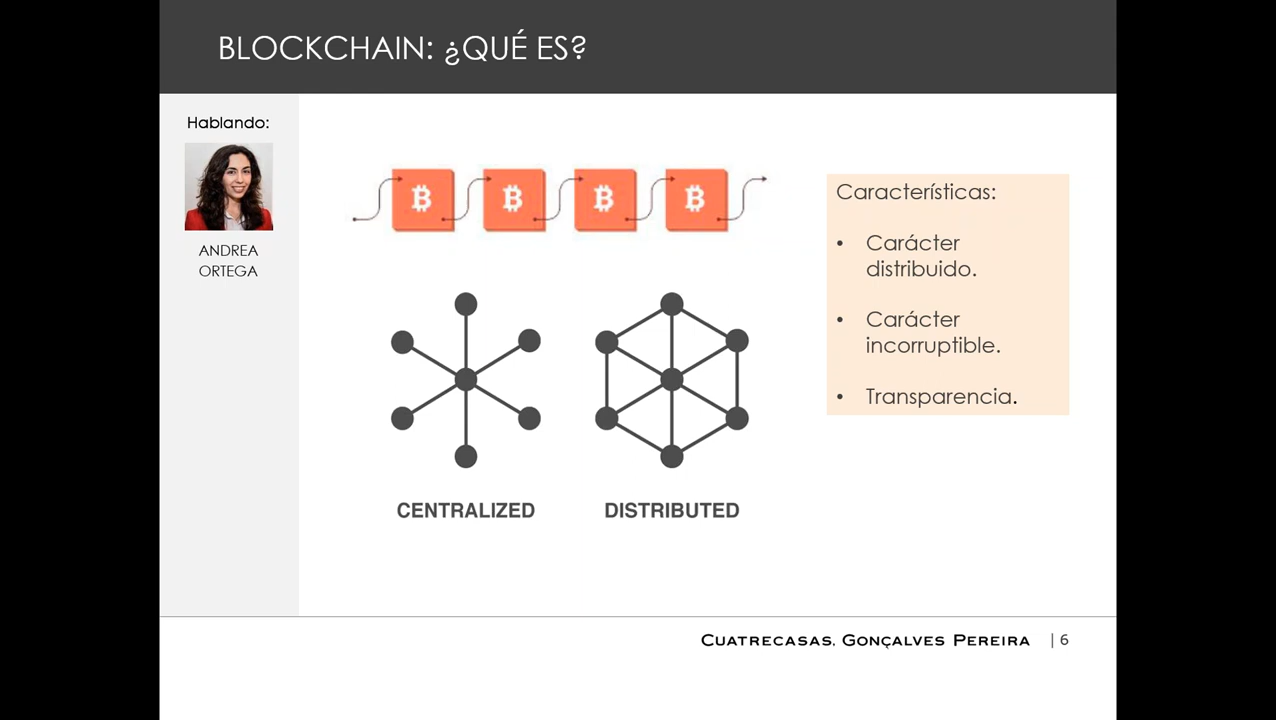 BLOCKCHAIN: ¿QUÉ ES?
Hablando:
ANDREA
ORTEGA
Características:
• Carácter
distribuido.
• Carácter
incorruptible.
• Transparencia.
CENTRALIZED
DISTRIBUTED
CUATRECASAS, GONÇALVES PEREIRA | 6